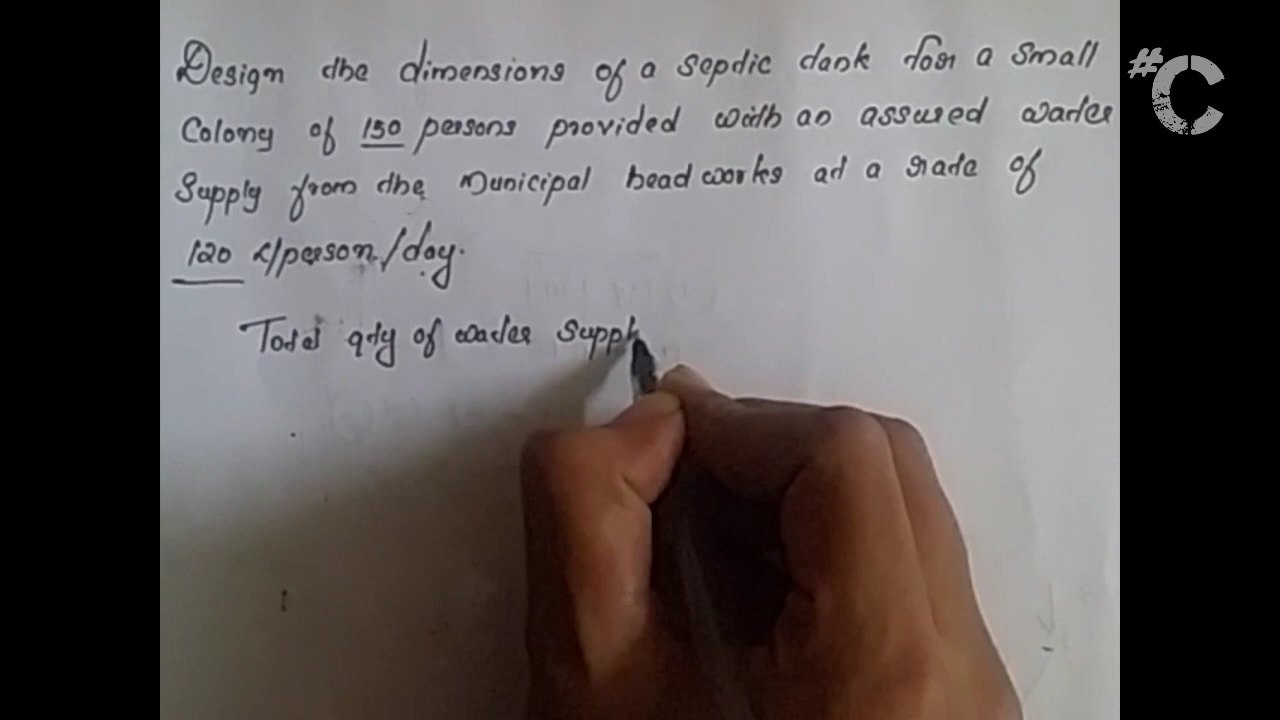 Design the dimensions of a septic tank for a small
Colony of 150 persons provided with an assured water
Supply from the Municipal head works at a rate of
120 L/person/day.
Total qty of water Suppl
#C